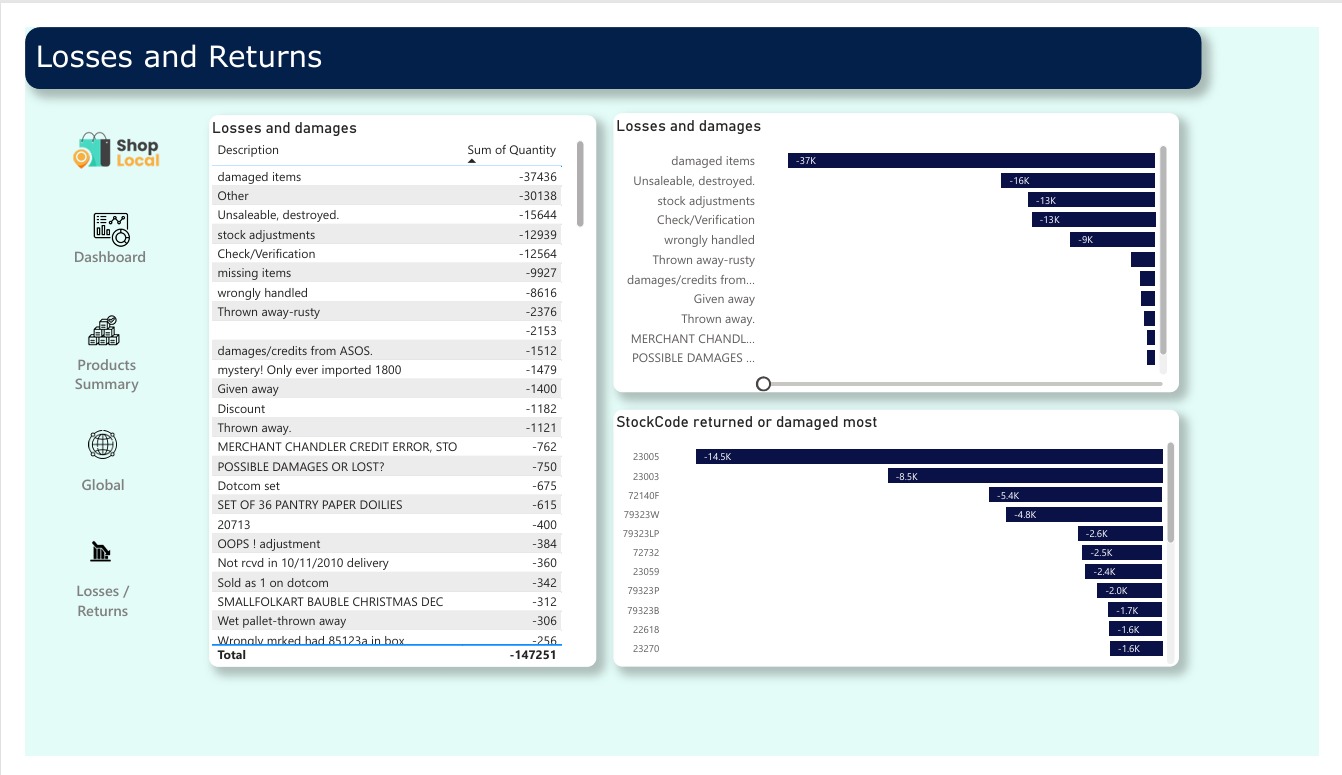 Losses and Returns
Shop
Local
Dashboard
Products
Summary
Global
Losses /
Returns
Losses and damages
Description Sum of Quantity
damaged items -37436
Other -30138
Unsaleable, destroyed. -15644
stock adjustments -12939
Check/Verification -12564
missing items -9927
wrongly handled -8616
Thrown away-rusty -2376
-2153
damages/credits from ASOS. -1512
mystery! Only ever imported 1800 -1479
Given away -1400
Discount -1182
Thrown away. -1121
MERCHANT CHANDLER CREDIT ERROR, STO -762
POSSIBLE DAMAGES OR LOST? -750
Dotcom set -675
SET OF 36 PANTRY PAPER DOILIES -615
20713 -400
OOPS ! adjustment -384
Not rcvd in 10/11/2010 delivery -360
Sold as 1 on dotcom -342
SMALLFOLKART BAUBLE CHRISTMAS DEC -312
Wet pallet-thrown away -306
Wrongly mrked had 85123a in box -256
Total -147251
Losses and damages
damaged items -37K
Unsaleable, destroyed. -16K
stock adjustments -13K
Check/Verification -13K
wrongly handled -9K
Thrown away-rusty
damages/credits from...
Given away
Thrown away.
MERCHANT CHANDL...
POSSIBLE DAMAGES ...
StockCode returned or damaged most
23005 -14.5K
23003 -8.5K
72140F -5.4K
79323W -4.8K
79323LP -2.6K
72732 -2.5K
23059 -2.4K
79323P -2.0K
79323B -1.7K
22618 -1.6K
23270 -1.6K